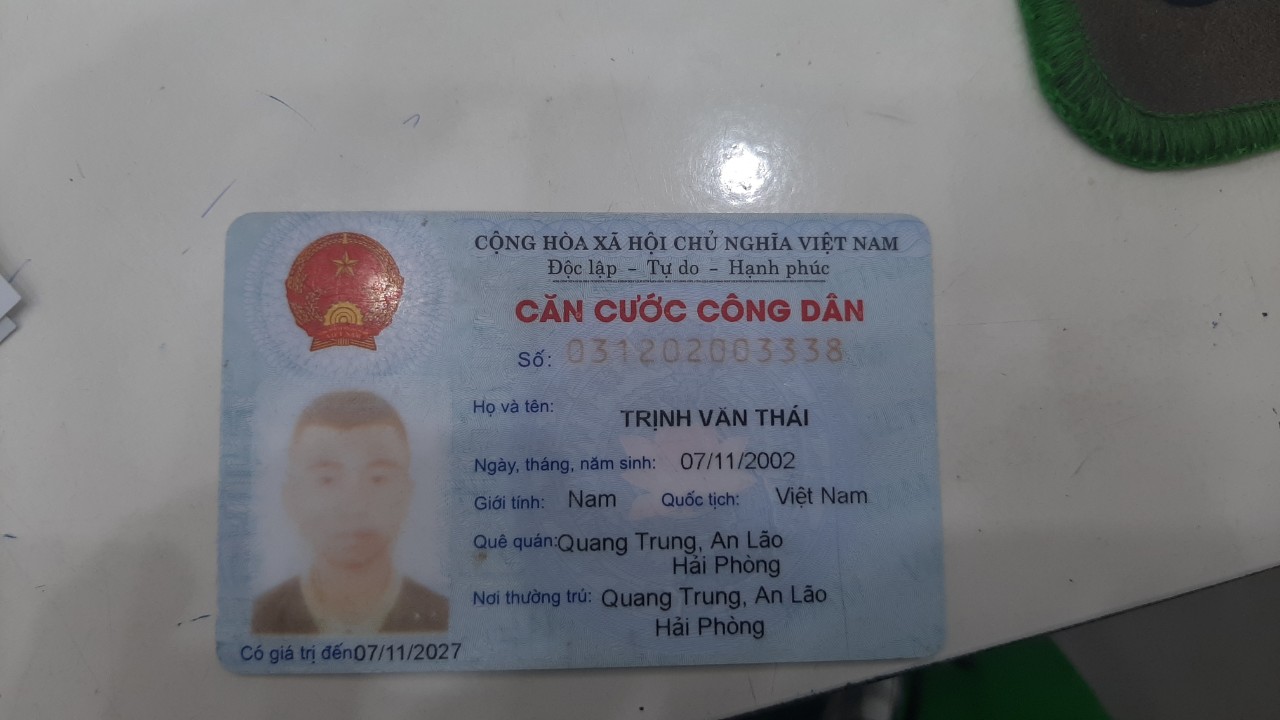 CỘNG HÒA XÃ HỘI CHỦ NGHĨA VIỆT NAM
Độc lập - Tự do - Hạnh phúc
CĂN CƯỚC CÔNG DÂN
Số: 031202003338
Họ và tên: TRỊNH VĂN THÁI
Ngày, tháng, năm sinh: 07/11/2002
Giới tính: Nam Quốc tịch: Việt Nam
Quê quán: Quang Trung, An Lão
Hải Phòng
Nơi thường trú: Quang Trung, An Lão
Hải Phòng
Có giá trị đến 07/11/2027